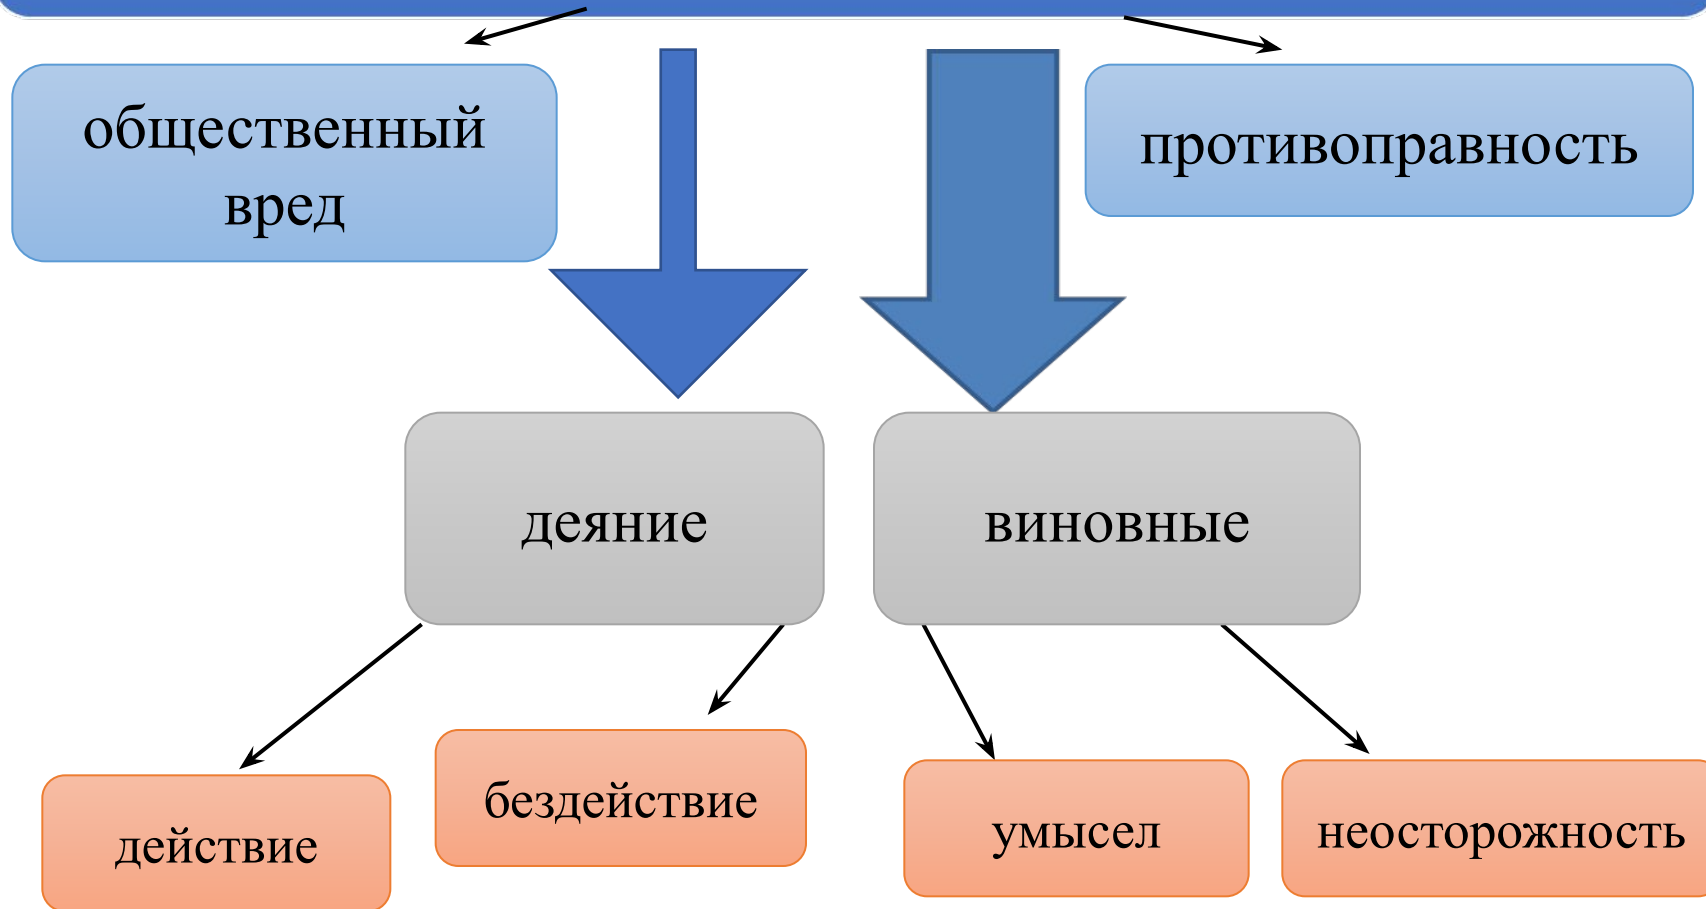 общественный
вред
противоправность
деяние
виновные
действие
бездействие
умысел
неосторожность